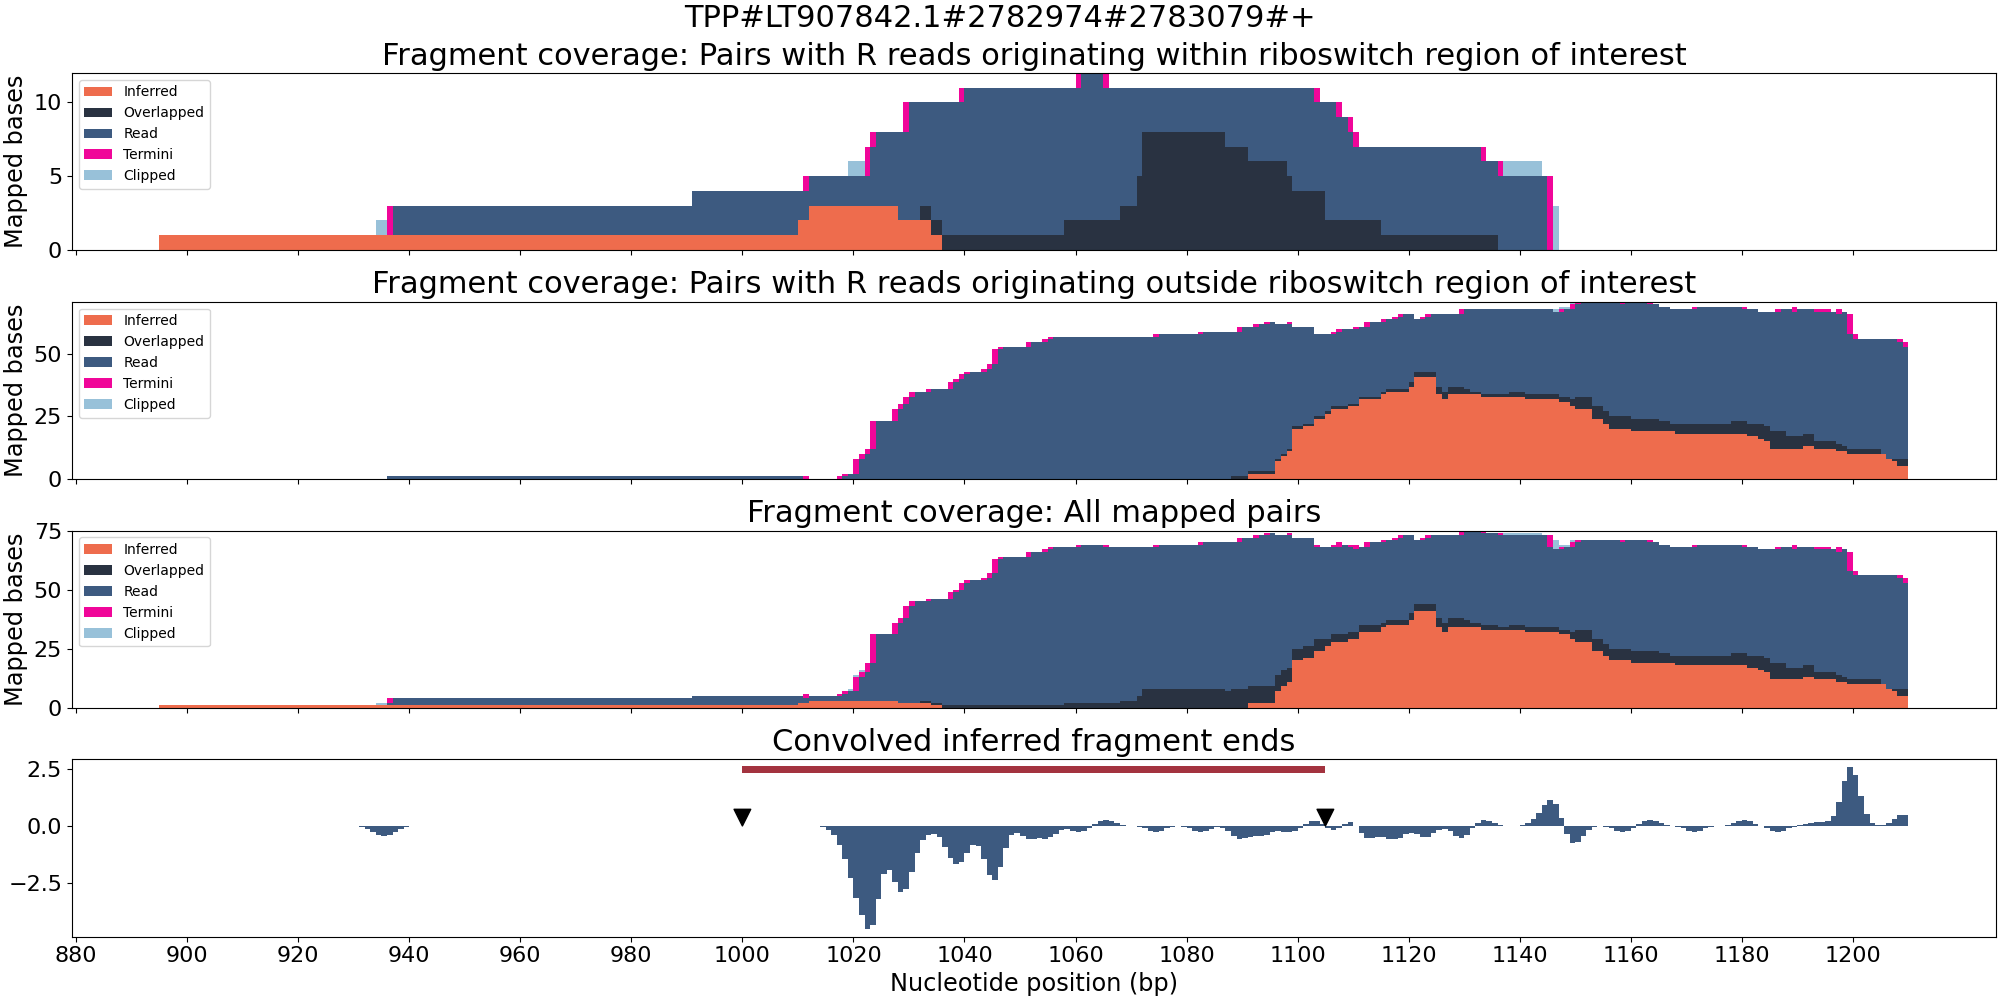 TPP#LT907842.1#2782974#2783079#+
Fragment coverage: Pairs with R reads originating within riboswitch region of interest
Mapped bases
10
5
0
Inferred
Overlapped
Read
Termini
Clipped
Fragment coverage: Pairs with R reads originating outside riboswitch region of interest
Mapped bases
50
25
0
Inferred
Overlapped
Read
Termini
Clipped
Fragment coverage: All mapped pairs
Mapped bases
75
50
25
0
Inferred
Overlapped
Read
Termini
Clipped
Convolved inferred fragment ends
2.5
0.0
−2.5
880 900 920 940 960 980 1000 1020 1040 1060 1080 1100 1120 1140 1160 1180 1200
Nucleotide position (bp)